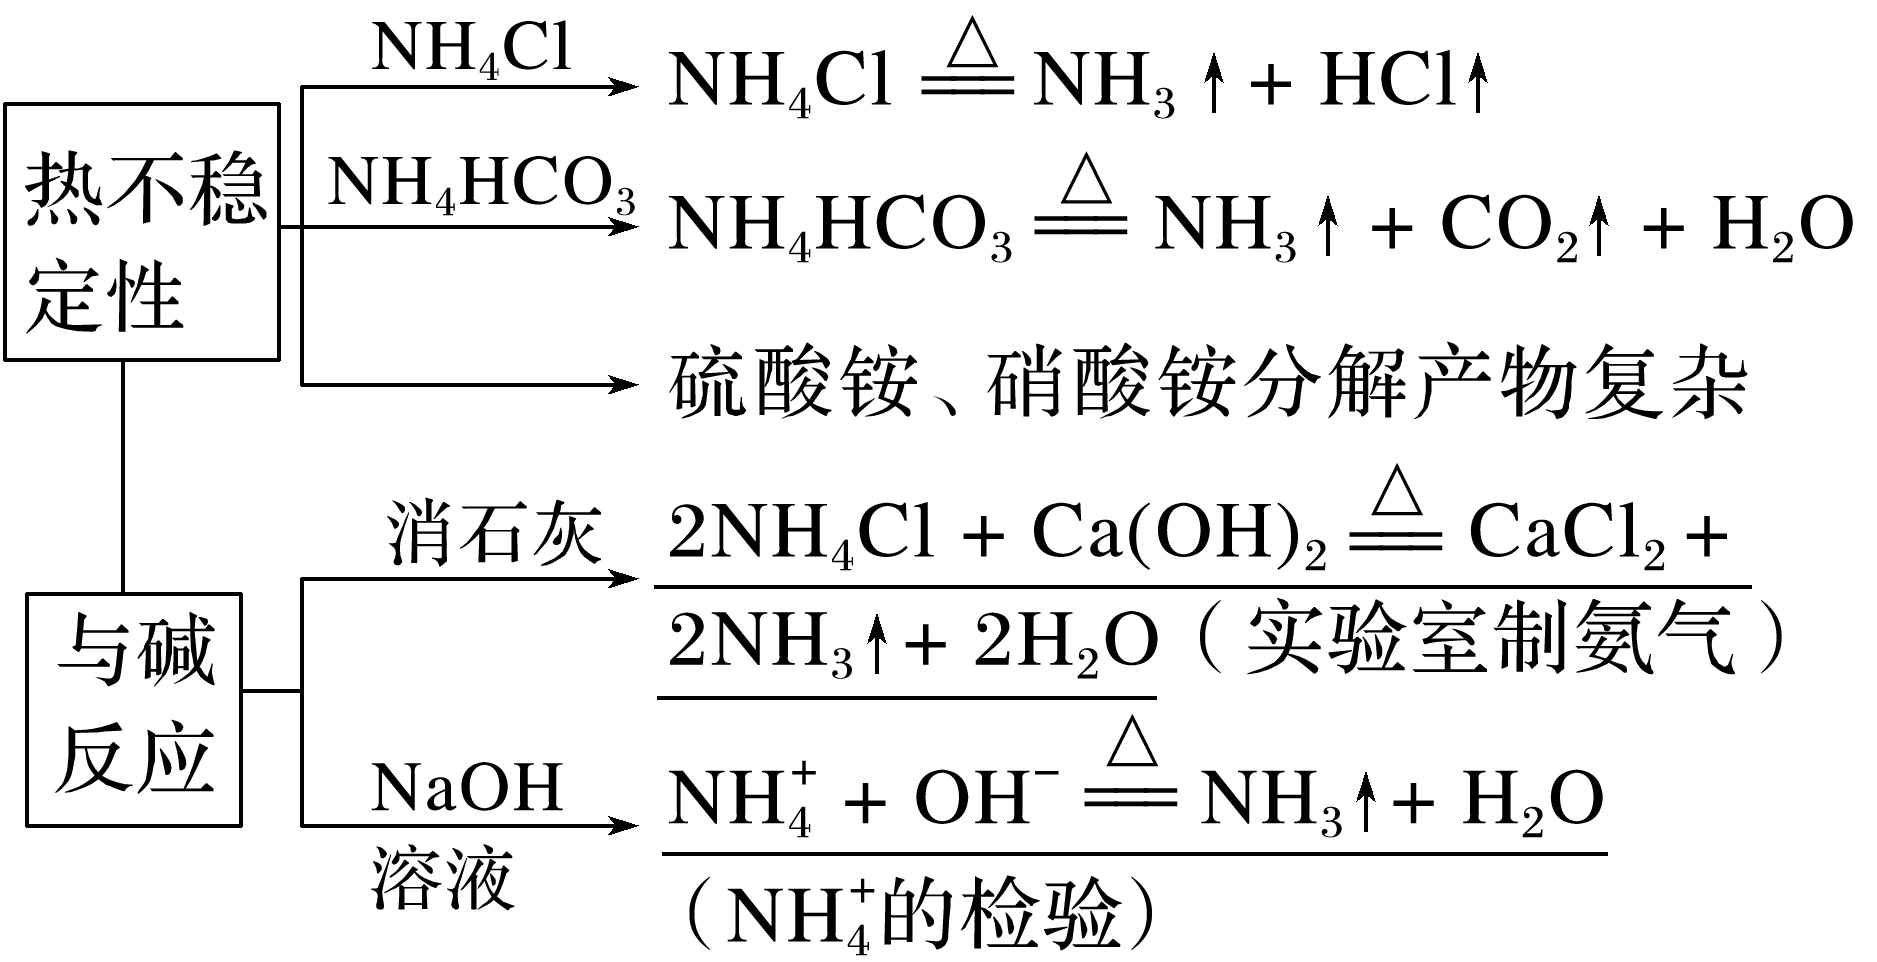 热不稳
定性
NH₄Cl
NH₄Cl ==△== NH₃↑ + HCl↑
NH₄HCO₃
NH₄HCO₃ ==△== NH₃↑ + CO₂↑ + H₂O
硫酸铵、硝酸铵分解产物复杂
与碱
反应
消石灰
2NH₄Cl + Ca(OH)₂ ==△== CaCl₂ +
2NH₃↑ + 2H₂O（实验室制氨气）
NaOH
溶液
NH₄⁺ + OH⁻ ==△== NH₃↑ + H₂O
（NH₄⁺的检验）